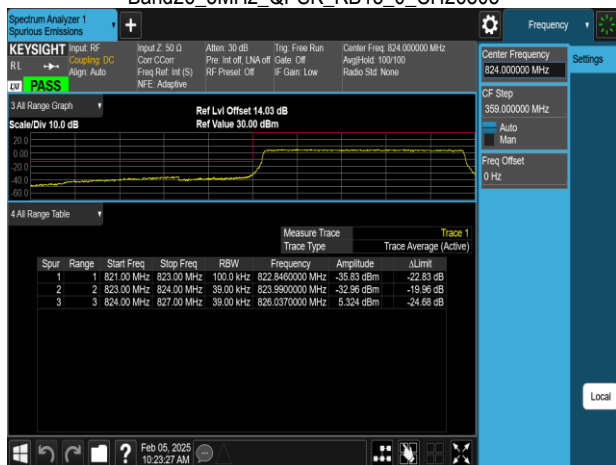 Spectrum Analyzer 1
Spurious Emissions
Frequency
KEYSIGHT
RL
Input: RF
Coupling: DC
Align: Auto
Input Z: 50 Ω
Corr CCorr
Freq Ref: Int (S)
NFE: Adaptive
Atten: 30 dB
Pre: Int off, LNA off
RF Preset: Off
Trig: Free Run
Gate: Off
IF Gain: Low
Center Freq: 824.000000 MHz
Avg|Hold: 100/100
Radio Std: None
LXI PASS
3 All Range Graph
Scale/Div 10.0 dB
Ref Lvl Offset 14.03 dB
Ref Value 30.00 dBm
20.0
0.00
-20.0
-40.0
-60.0
4 All Range Table
Measure Trace Trace 1
Trace Type Trace Average (Active)
Spur Range Start Freq Stop Freq RBW Frequency Amplitude ΔLimit
1 1 821.00 MHz 823.00 MHz 100.0 kHz 822.8460000 MHz -35.83 dBm -22.83 dB
2 2 823.00 MHz 824.00 MHz 39.00 kHz 823.9900000 MHz -32.96 dBm -19.96 dB
3 3 824.00 MHz 827.00 MHz 39.00 kHz 826.0370000 MHz 5.324 dBm -24.68 dB
Center Frequency
824.000000 MHz
Settings
CF Step
359.000000 MHz
Auto
Man
Freq Offset
0 Hz
Local
?
Feb 05, 2025
10:23:27 AM